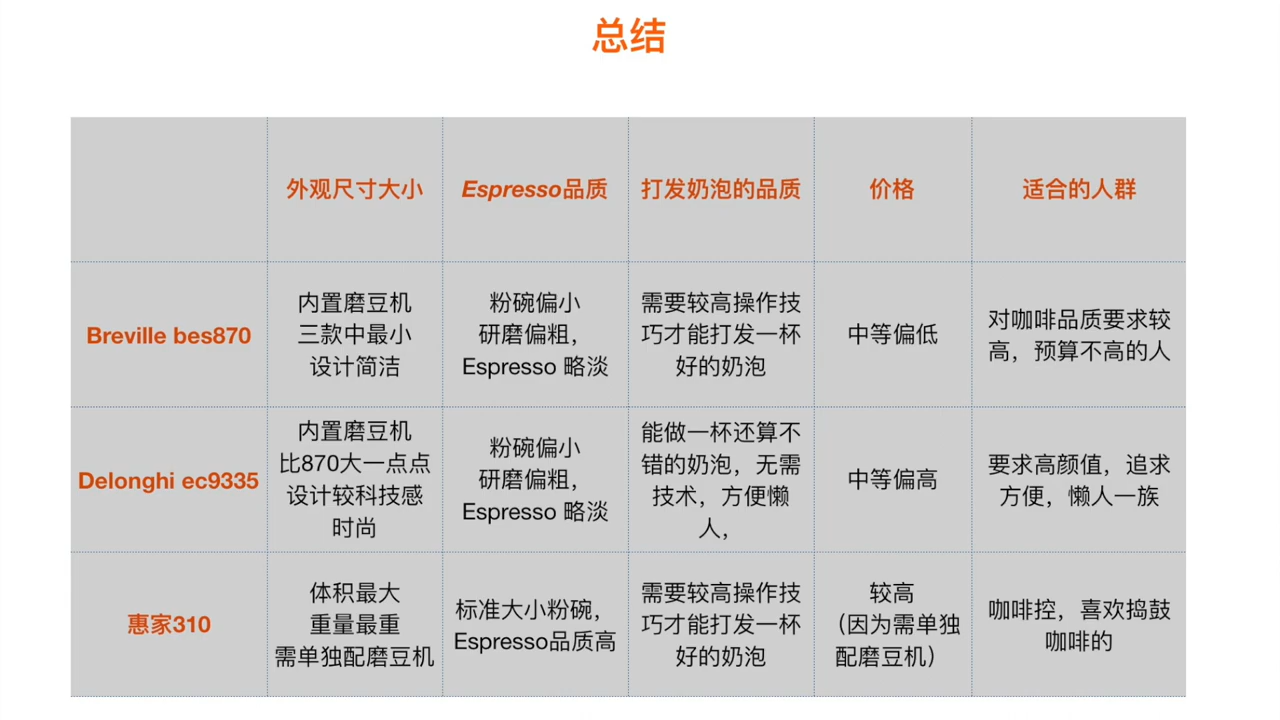 总结
外观尺寸大小
Espresso品质
打发奶泡的品质
价格
适合的人群
Breville bes870
内置磨豆机
三款中最小
设计简洁
粉碗偏小
研磨偏粗，
Espresso 略淡
需要较高操作技
巧才能打发一杯
好的奶泡
中等偏低
对咖啡品质要求较
高，预算不高的人
Delonghi ec9335
内置磨豆机
比870大一点点
设计较科技感
时尚
粉碗偏小
研磨偏粗，
Espresso 略淡
能做一杯还算不
错的奶泡，无需
技术，方便懒
人，
中等偏高
要求高颜值，追求
方便，懒人一族
惠家310
体积最大
重量最重
需单独配磨豆机
标准大小粉碗，
Espresso品质高
需要较高操作技
巧才能打发一杯
好的奶泡
较高
（因为需单独
配磨豆机）
咖啡控，喜欢捣鼓
咖啡的